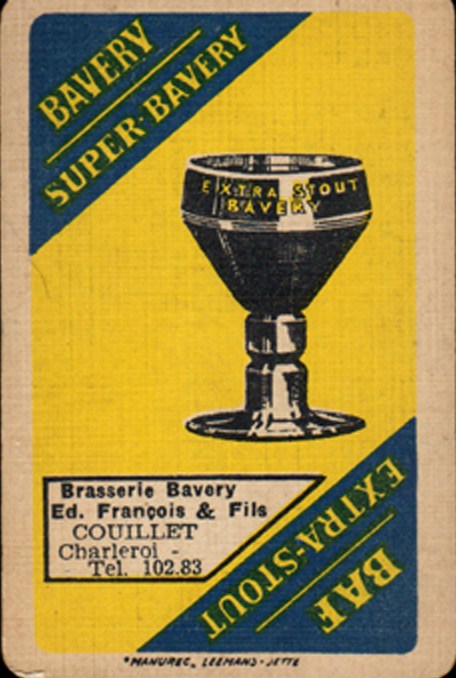 BAVERY
SUPER-BAVERY
EXTRA STOUT
BAVERY
Brasserie Bavery
Ed. François & Fils
COUILLET
Charleroi -
Tel. 102.83
EXTRA-STOUT
BAF
"MANUREC„ LEEMANS-JETTE